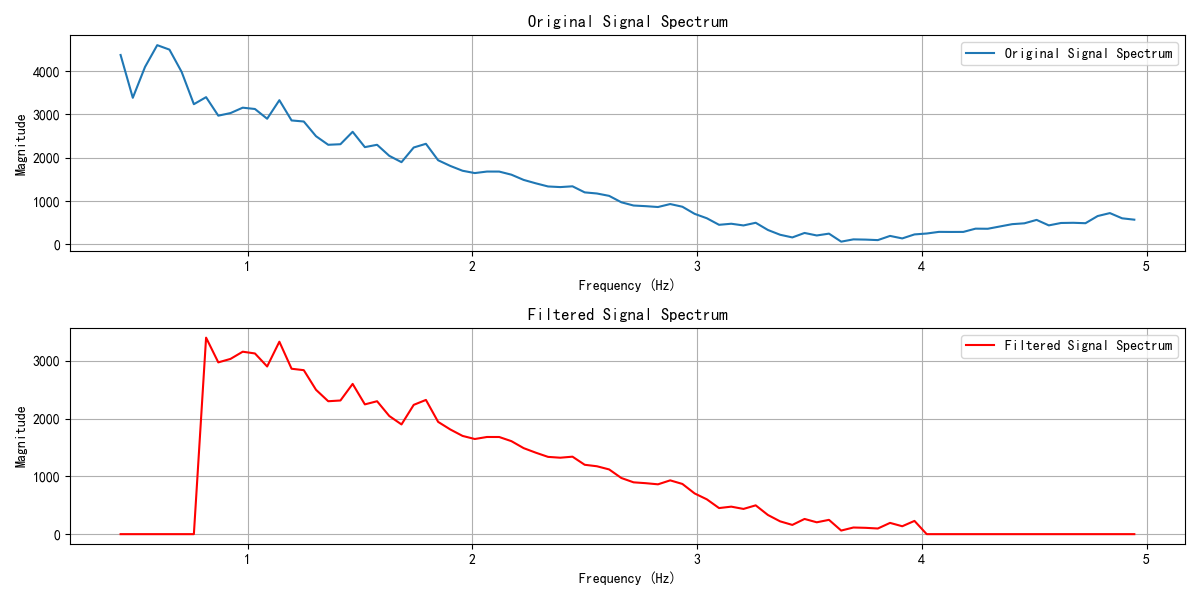 Original Signal Spectrum
Original Signal Spectrum
4000
3000
2000
1000
0
Magnitude
1 2 3 4 5
Frequency (Hz)
Filtered Signal Spectrum
Filtered Signal Spectrum
3000
2000
1000
0
Magnitude
1 2 3 4 5
Frequency (Hz)